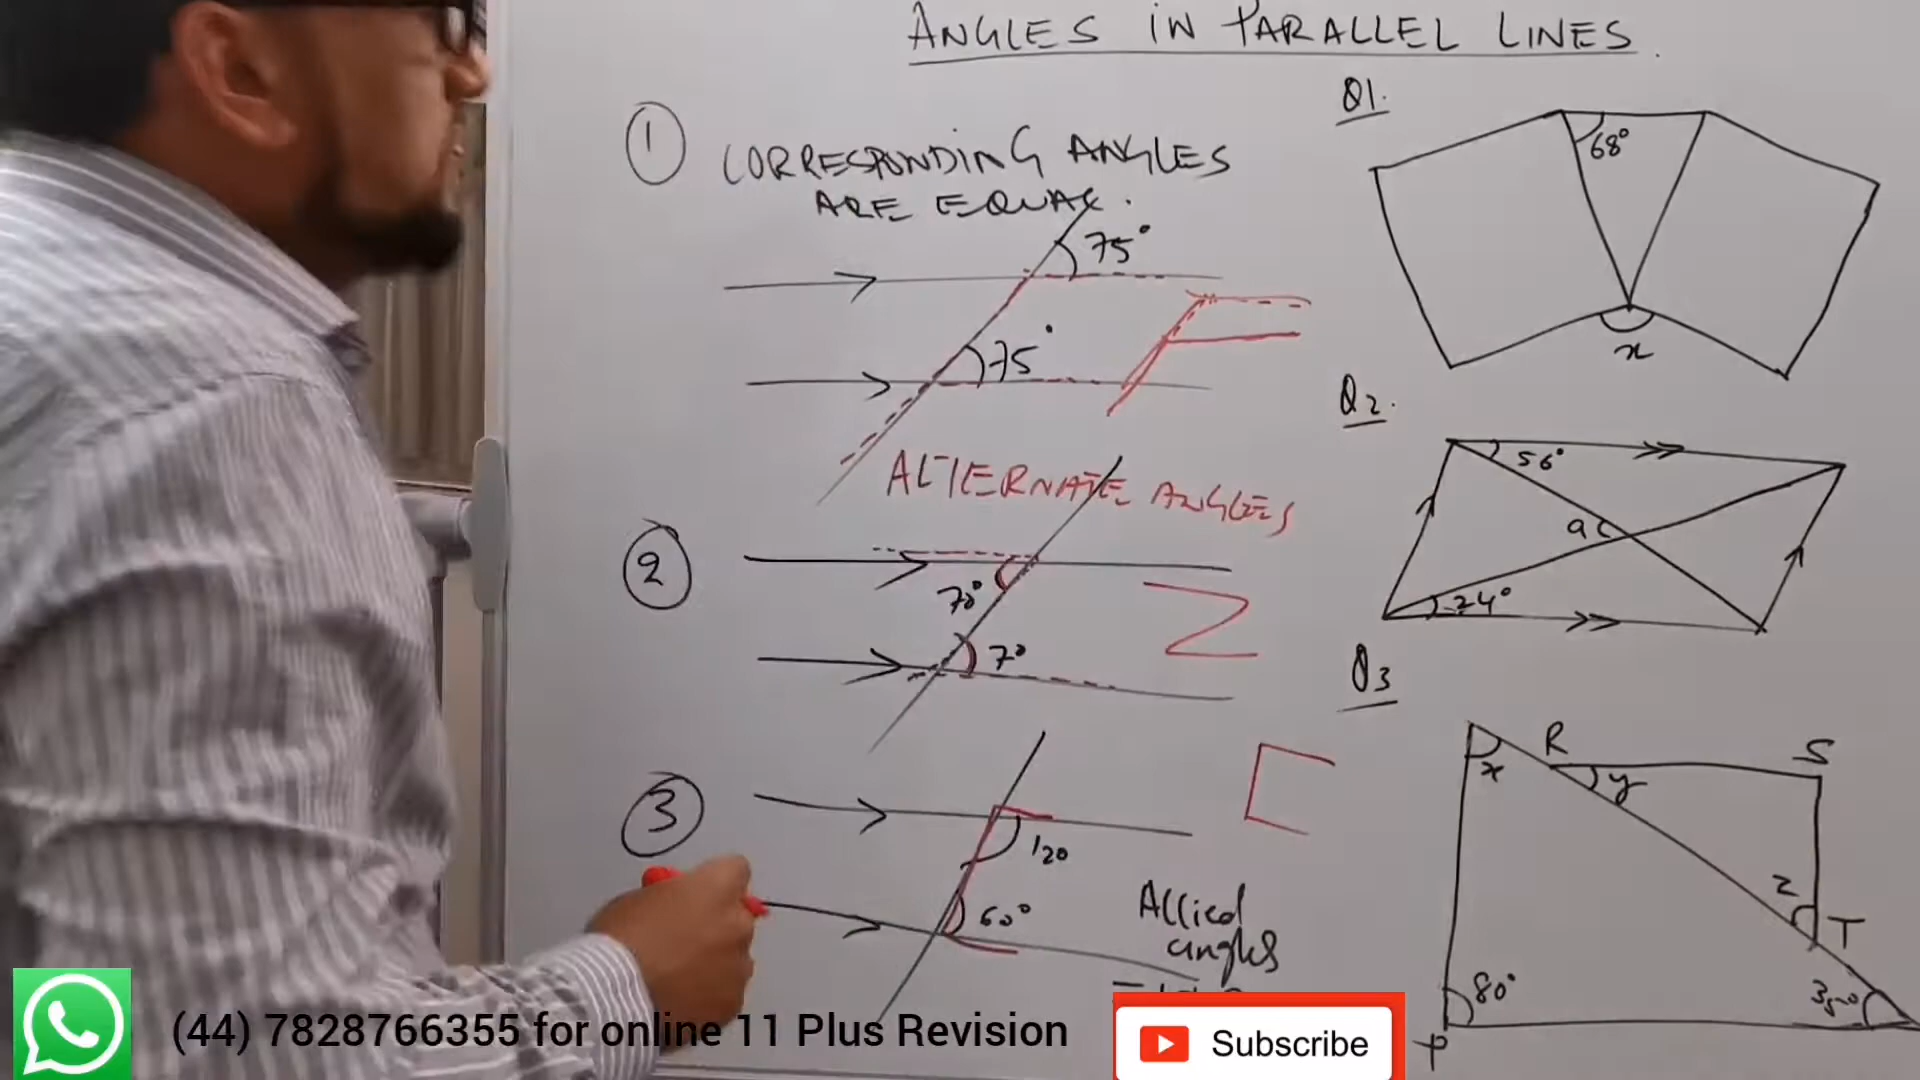 ANGLES IN PARALLEL LINES.
1
CORRESPONDING ANGLES
ARE EQUAL.
75°
75°
ALTERNATE ANGLES
2
70°
70
3
120
60°
Allied
angles
Q1.
68°
x
Q2.
56°
a
24°
Q3
R
S
x
y
z
T
80°
35°
P
(44) 7828766355 for online 11 Plus Revision
Subscribe